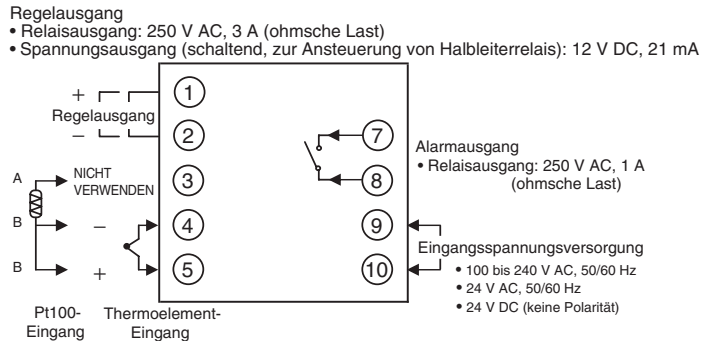 Regelausgang
• Relaisausgang: 250 V AC, 3 A (ohmsche Last)
• Spannungsausgang (schaltend, zur Ansteuerung von Halbleiterrelais): 12 V DC, 21 mA
+
1
Regelausgang
−
2
7
Alarmausgang
• Relaisausgang: 250 V AC, 1 A
(ohmsche Last)
A
NICHT
VERWENDEN
3
8
B
−
4
9
Eingangsspannungsversorgung
• 100 bis 240 V AC, 50/60 Hz
• 24 V AC, 50/60 Hz
• 24 V DC (keine Polarität)
B
+
5
10
Pt100-
Eingang
Thermoelement-
Eingang